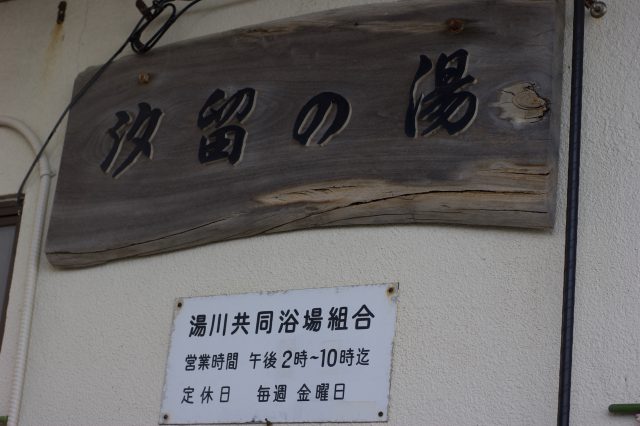 汐留の湯
湯川共同浴場組合
営業時間 午後2時～10時迄
定休日 毎週 金曜日